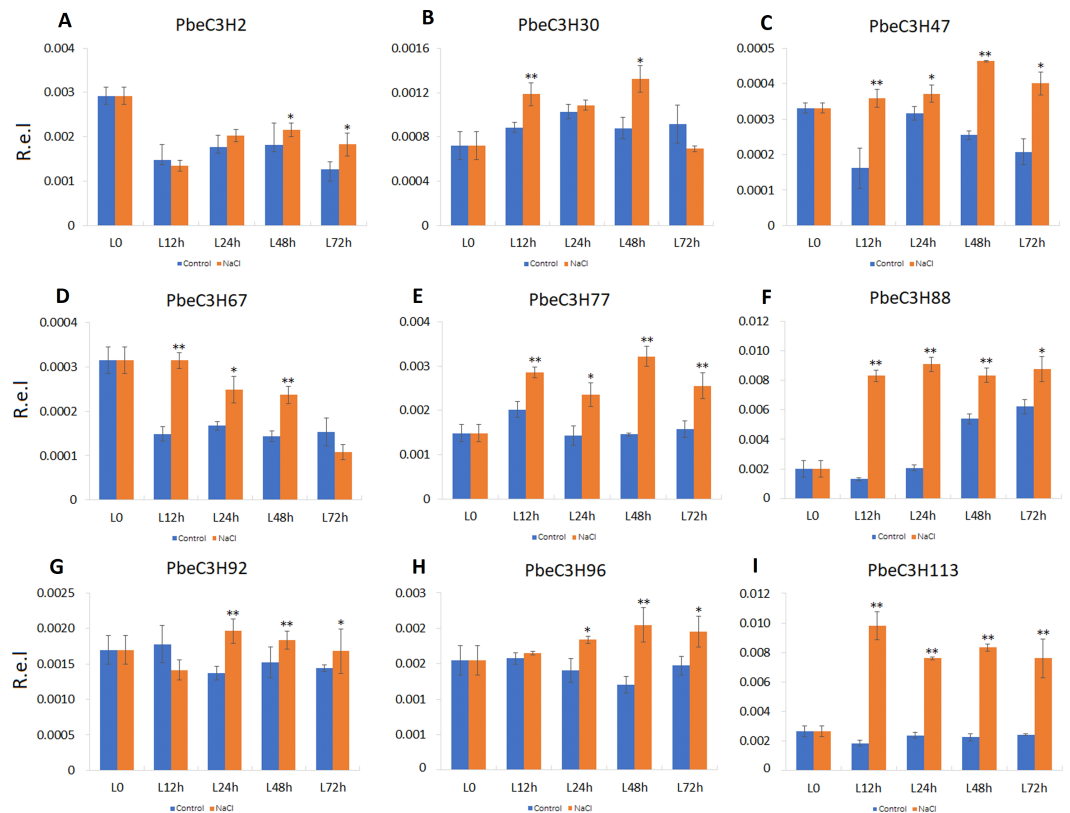 A
PbeC3H2
R.e.l
0.004
0.003
0.002
0.001
0
**
*
*
L0 L12h L24h L48h L72h
Control NaCl
B
PbeC3H30
0.0016
0.0012
0.0008
0.0004
0
**
*
L0 L12h L24h L48h L72h
Control NaCl
C
PbeC3H47
0.0005
0.0004
0.0003
0.0002
0.0001
0
**
*
**
*
L0 L12h L24h L48h L72h
Control NaCl
D
PbeC3H67
R.e.l
0.0004
0.0003
0.0002
0.0001
0
**
*
**
L0 L12h L24h L48h L72h
Control NaCl
E
PbeC3H77
0.004
0.003
0.002
0.001
0
**
*
**
**
L0 L12h L24h L48h L72h
Control NaCl
F
PbeC3H88
0.012
0.010
0.008
0.006
0.004
0.002
0
**
**
**
*
L0 L12h L24h L48h L72h
Control NaCl
G
PbeC3H92
R.e.l
0.0025
0.0020
0.0015
0.0010
0.0005
0
**
**
*
L0 L12h L24h L48h L72h
Control NaCl
H
PbeC3H96
0.003
0.002
0.002
0.001
0.001
0
*
**
*
L0 L12h L24h L48h L72h
Control NaCl
I
PbeC3H113
0.012
0.010
0.008
0.006
0.004
0.002
0
**
**
**
**
L0 L12h L24h L48h L72h
Control NaCl